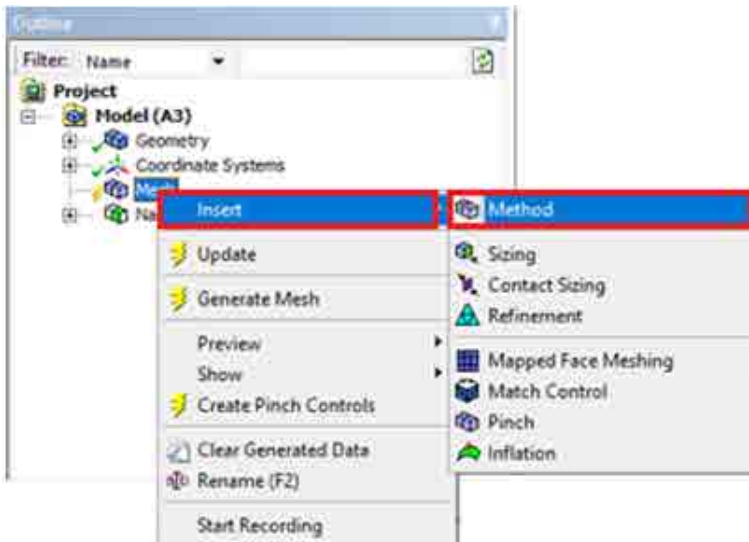 Outline
Filter: Name
Project
Model (A3)
Geometry
Coordinate Systems
Mesh
Na
Insert
Update
Generate Mesh
Preview
Show
Create Pinch Controls
Clear Generated Data
Rename (F2)
Start Recording
Method
Sizing
Contact Sizing
Refinement
Mapped Face Meshing
Match Control
Pinch
Inflation